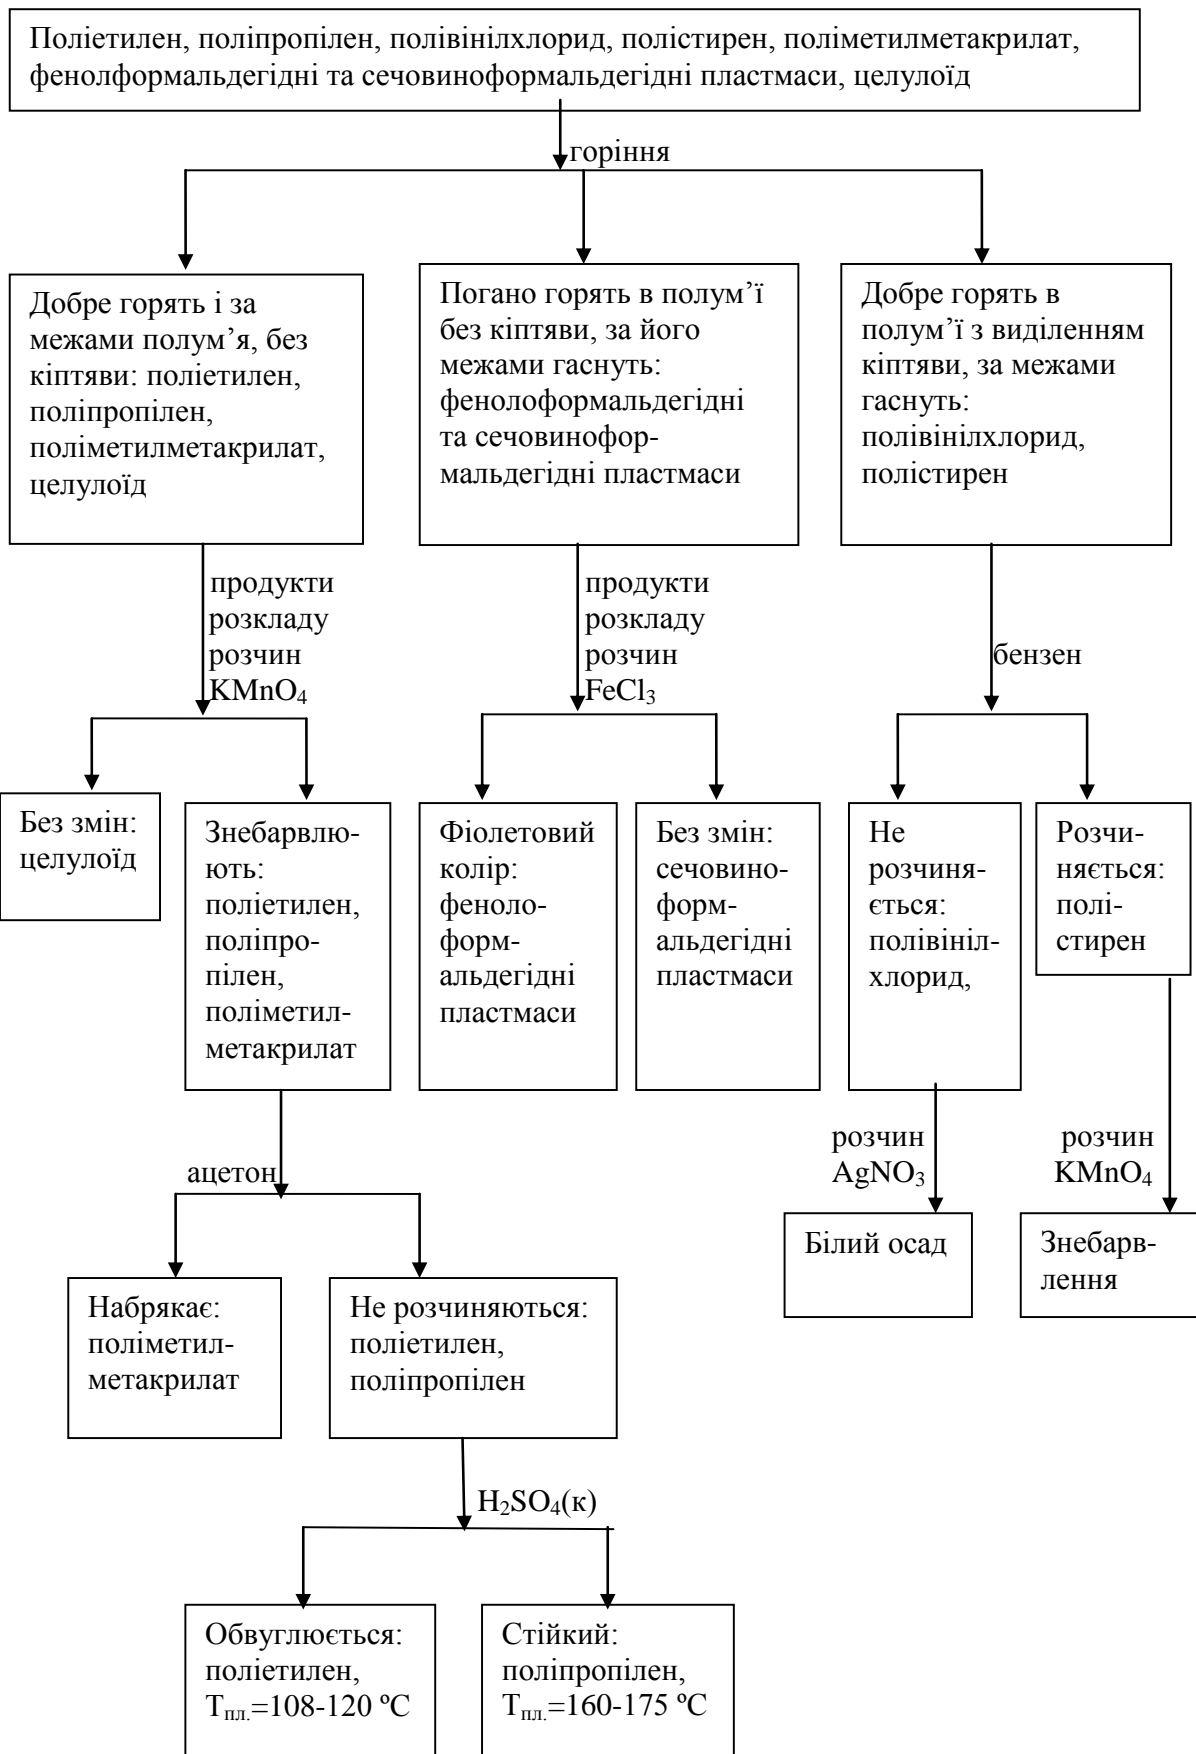 Поліетилен, поліпропілен, полівінілхлорид, полістирен, поліметилметакрилат,
фенолформальдегідні та сечовиноформальдегідні пластмаси, целулоїд
горіння
Добре горять і за
межами полум’я, без
кіптяви: поліетилен,
поліпропілен,
поліметилметакрилат,
целулоїд
Погано горять в полум’ї
без кіптяви, за його
межами гаснуть:
фенолоформальдегідні
та сечовинофор-
мальдегідні пластмаси
Добре горять в
полум’ї з виділенням
кіптяви, за межами
гаснуть:
полівінілхлорид,
полістирен
продукти
розкладу
розчин
KMnO₄
продукти
розкладу
розчин
FeCl₃
бензен
Без змін:
целулоїд
Знебарвлю-
ють:
поліетилен,
поліпро-
пілен,
поліметил-
метакрилат
Фіолетовий
колір:
феноло-
форм-
альдегідні
пластмаси
Без змін:
сечовино-
форм-
альдегідні
пластмаси
Не
розчиня-
ється:
полівініл-
хлорид,
Розчи-
няється:
полі-
стирен
ацетон
розчин
AgNO₃
розчин
KMnO₄
Білий осад
Знебарв-
лення
Набрякає:
поліметил-
метакрилат
Не розчиняються:
поліетилен,
поліпропілен
H₂SO₄(к)
Обвуглюється:
поліетилен,
Tпл.=108-120 ºС
Стійкий:
поліпропілен,
Tпл.=160-175 ºС